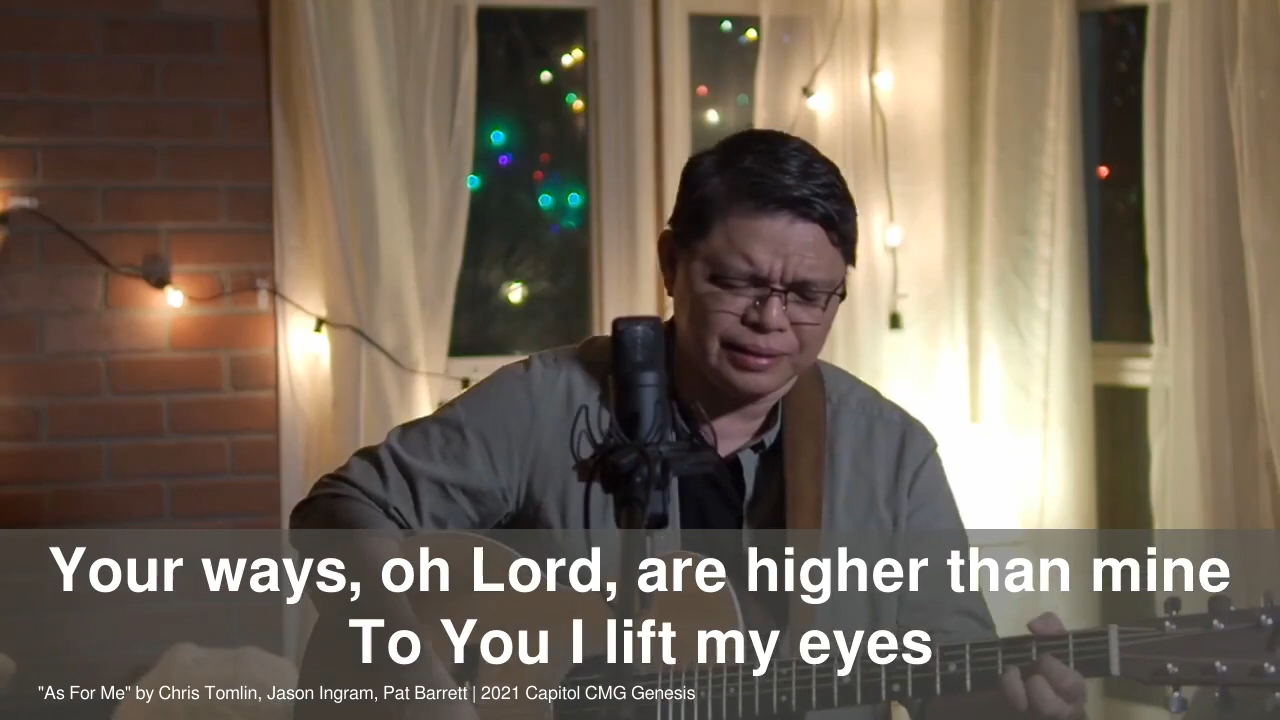 Your ways, oh Lord, are higher than mine
To You I lift my eyes
"As For Me" by Chris Tomlin, Jason Ingram, Pat Barrett | 2021 Capitol CMG Genesis